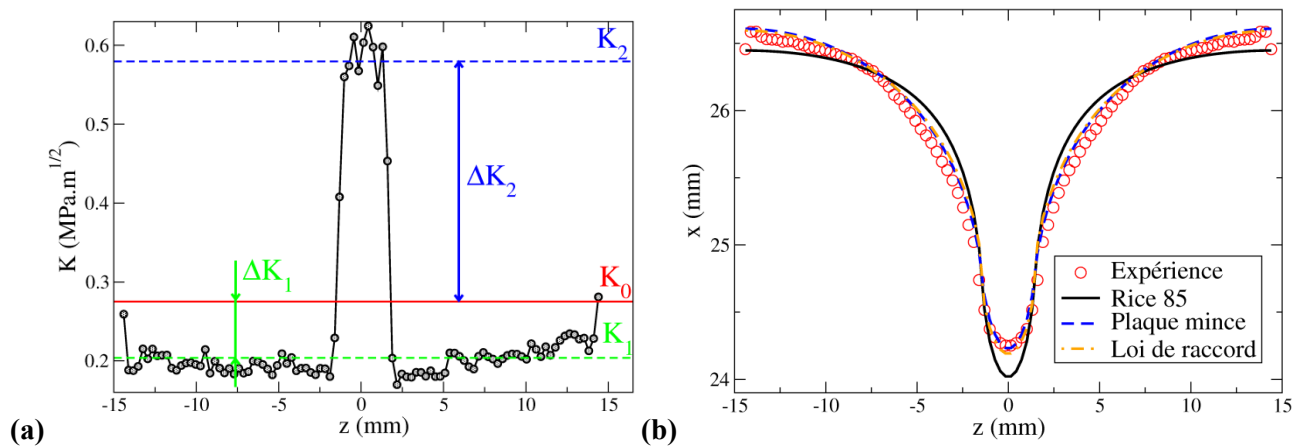 K (MPa.m^1/2)
0.6
0.5
0.4
0.3
0.2
K₂
ΔK₂
ΔK₁
K₀
K₁
-15 -10 -5 0 5 10 15
z (mm)
(a)
x (mm)
26
25
24
Expérience
Rice 85
Plaque mince
Loi de raccord
-15 -10 -5 0 5 10 15
z (mm)
(b)